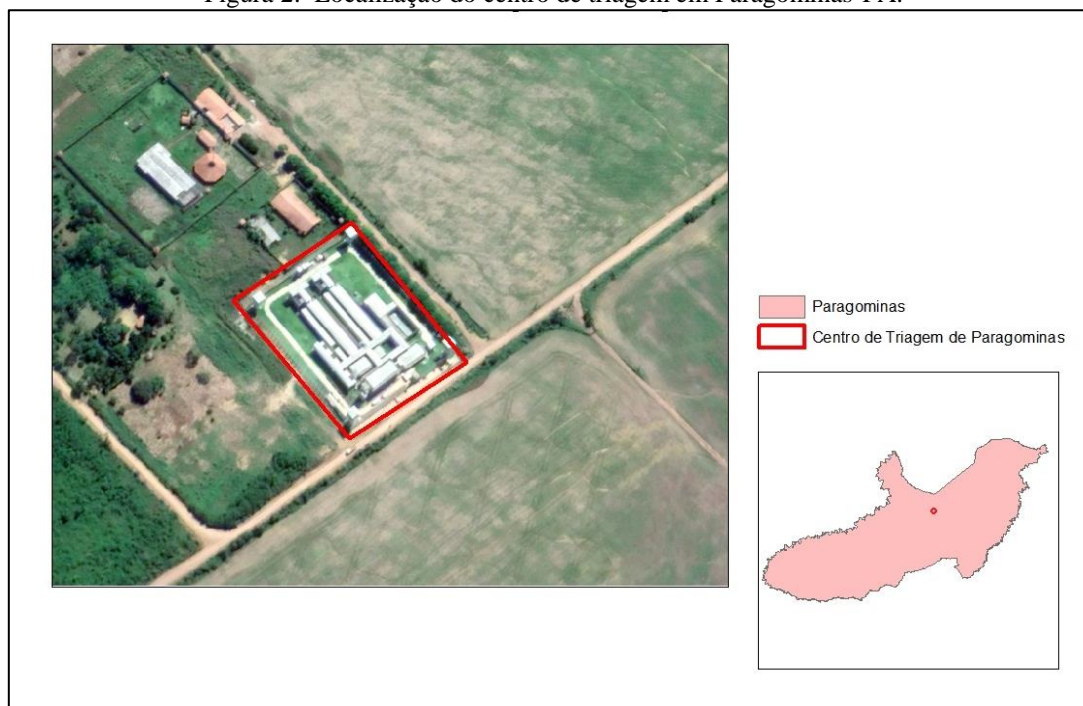 Figura 2. Localização do centro de triagem em Paragominas-PA.
Paragominas
Centro de Triagem de Paragominas